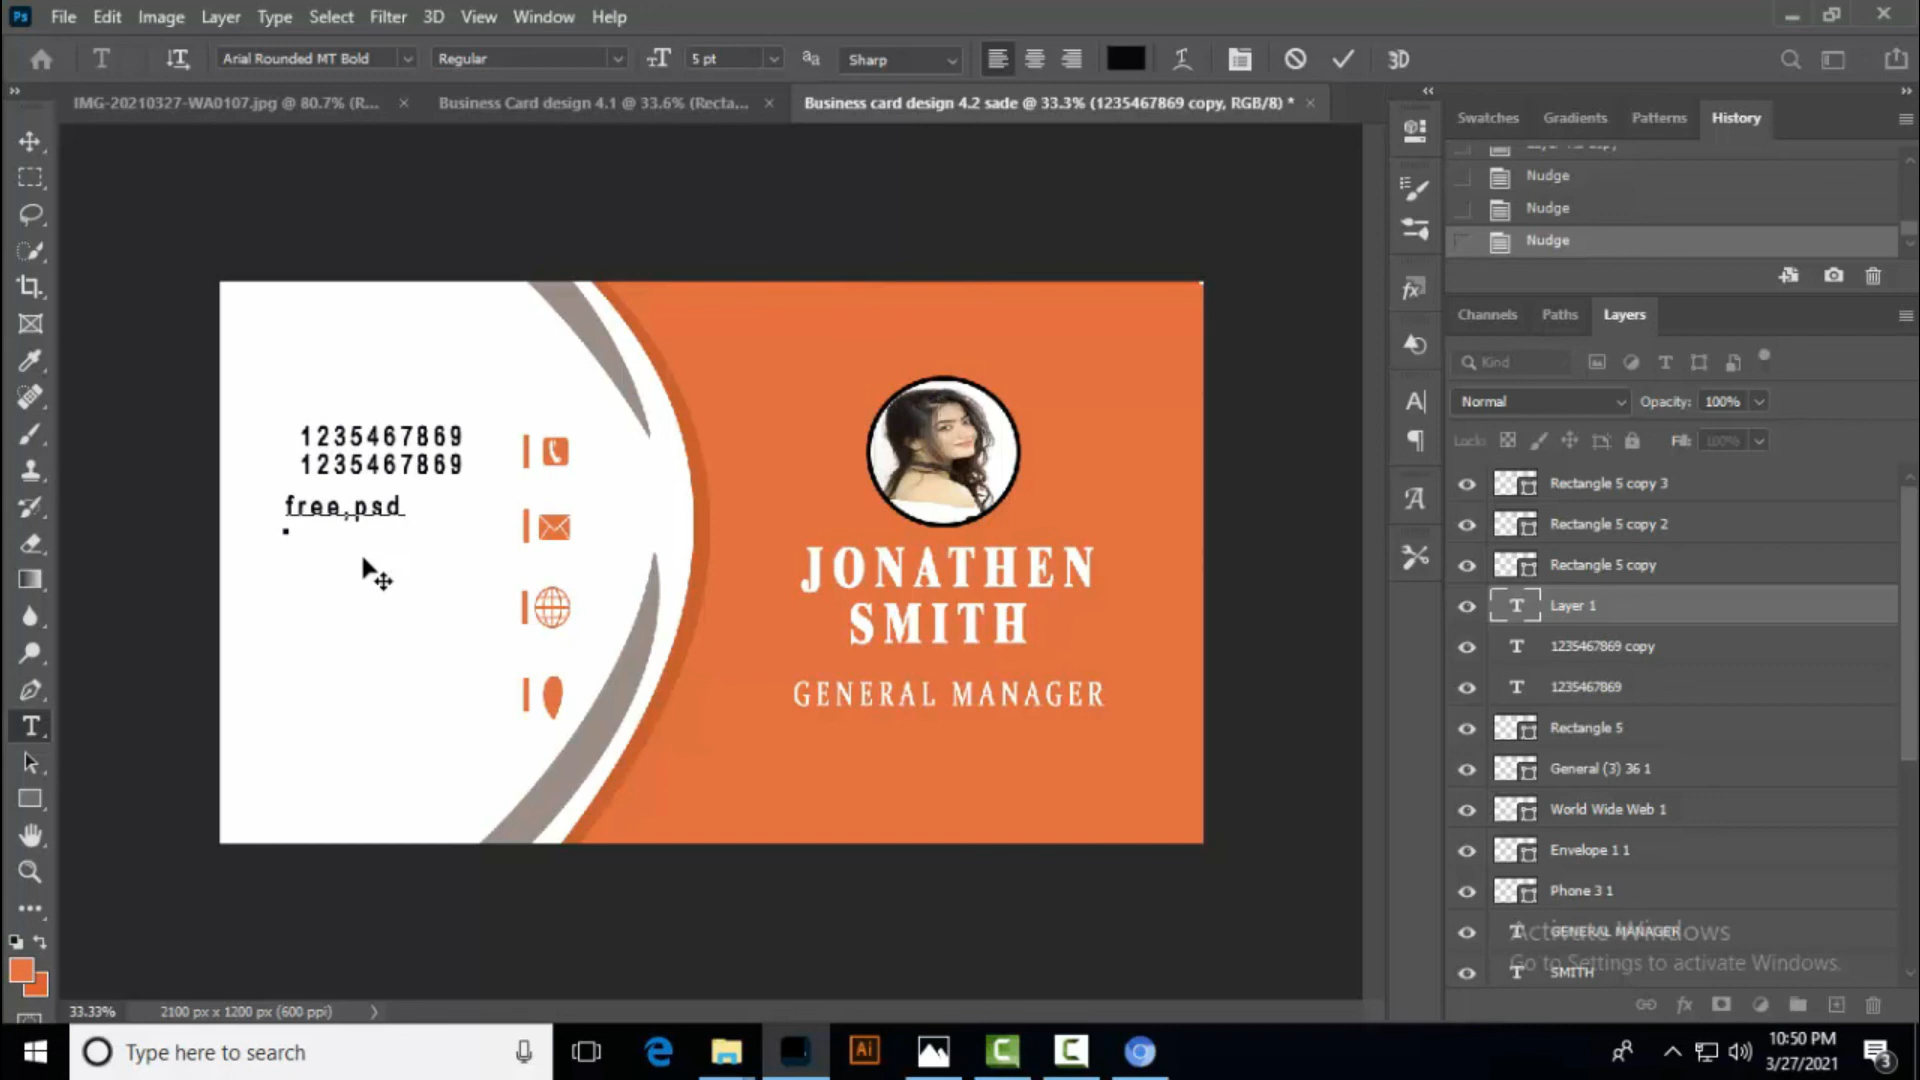 Ps File Edit Image Layer Type Select Filter 3D View Window Help
T Arial Rounded MT Bold Regular 5 pt aa Sharp 3D
IMG-20210327-WA0107.jpg @ 80.7% (R... Business Card design 4.1 @ 33.6% (Recta... Business card design 4.2 sade @ 33.3% (1235467869 copy, RGB/8) *
Swatches Gradients Patterns History
Nudge
Nudge
Nudge
Channels Paths Layers
Kind
Normal Opacity: 100%
Lock: Fill: 100%
Rectangle 5 copy 3
Rectangle 5 copy 2
Rectangle 5 copy
T Layer 1
T 1235467869 copy
T 1235467869
Rectangle 5
General (3) 36 1
World Wide Web 1
Envelope 1 1
Phone 3 1
T GENERAL MANAGER
T SMITH
Activate Windows
Go to Settings to activate Windows.
1235467869
1235467869
free,psd
JONATHEN
SMITH
GENERAL MANAGER
33.33% 2100 px x 1200 px (600 ppi)
Type here to search
Ai
10:50 PM
3/27/2021
3